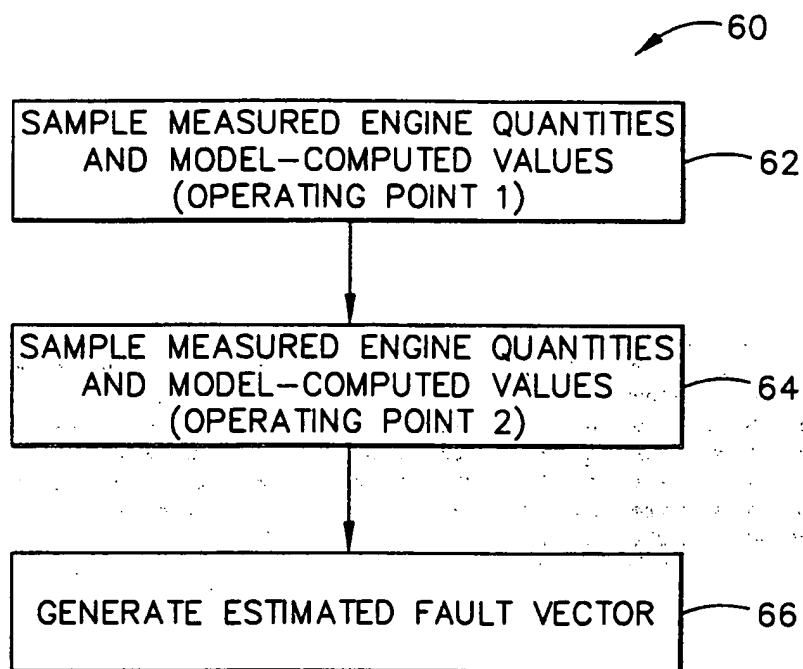 60
SAMPLE MEASURED ENGINE QUANTITIES
AND MODEL-COMPUTED VALUES
(OPERATING POINT 1)
62
SAMPLE MEASURED ENGINE QUANTITIES
AND MODEL-COMPUTED VALUES
(OPERATING POINT 2)
64
GENERATE ESTIMATED FAULT VECTOR
66